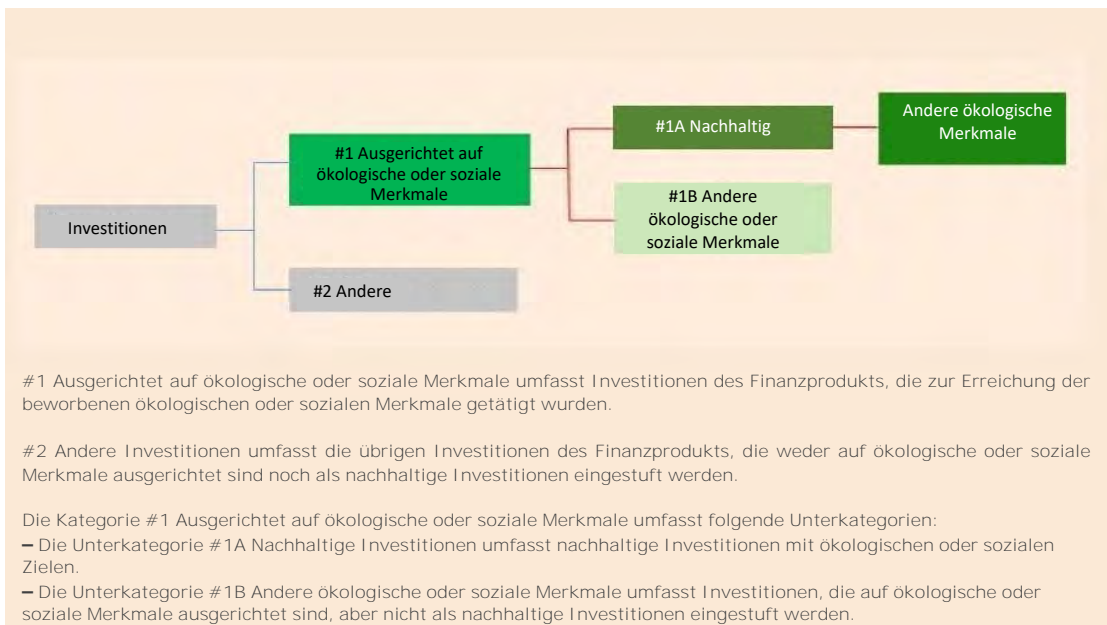 Investitionen
#1 Ausgerichtet auf
ökologische oder soziale
Merkmale
#2 Andere
#1A Nachhaltig
#1B Andere
ökologische oder
soziale Merkmale
Andere ökologische
Merkmale
#1 Ausgerichtet auf ökologische oder soziale Merkmale umfasst Investitionen des Finanzprodukts, die zur Erreichung der
beworbenen ökologischen oder sozialen Merkmale getätigt wurden.
#2 Andere Investitionen umfasst die übrigen Investitionen des Finanzprodukts, die weder auf ökologische oder soziale
Merkmale ausgerichtet sind noch als nachhaltige Investitionen eingestuft werden.
Die Kategorie #1 Ausgerichtet auf ökologische oder soziale Merkmale umfasst folgende Unterkategorien:
– Die Unterkategorie #1A Nachhaltige Investitionen umfasst nachhaltige Investitionen mit ökologischen oder sozialen
Zielen.
– Die Unterkategorie #1B Andere ökologische oder soziale Merkmale umfasst Investitionen, die auf ökologische oder
soziale Merkmale ausgerichtet sind, aber nicht als nachhaltige Investitionen eingestuft werden.